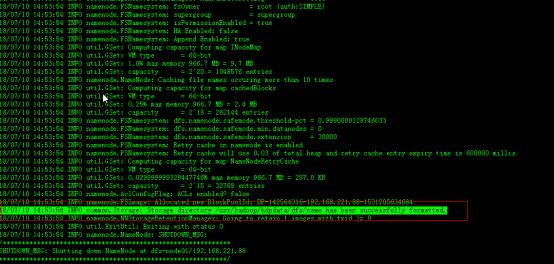 18/07/10 14:53:54 INFO namenode.FSNamesystem: fsOwner = root (auth:SIMPLE)
18/07/10 14:53:54 INFO namenode.FSNamesystem: supergroup = supergroup
18/07/10 14:53:54 INFO namenode.FSNamesystem: isPermissionEnabled = true
18/07/10 14:53:54 INFO namenode.FSNamesystem: HA Enabled: false
18/07/10 14:53:54 INFO namenode.FSNamesystem: Append Enabled: true
18/07/10 14:53:54 INFO util.GSet: Computing capacity for map INodeMap
18/07/10 14:53:54 INFO util.GSet: VM type = 64-bit
18/07/10 14:53:54 INFO util.GSet: 1.0% max memory 966.7 MB = 9.7 MB
18/07/10 14:53:54 INFO util.GSet: capacity = 2^20 = 1048576 entries
18/07/10 14:53:54 INFO namenode.NameNode: Caching file names occuring more than 10 times
18/07/10 14:53:54 INFO util.GSet: Computing capacity for map cachedBlocks
18/07/10 14:53:54 INFO util.GSet: VM type = 64-bit
18/07/10 14:53:54 INFO util.GSet: 0.25% max memory 966.7 MB = 2.4 MB
18/07/10 14:53:54 INFO util.GSet: capacity = 2^18 = 262144 entries
18/07/10 14:53:54 INFO namenode.FSNamesystem: dfs.namenode.safemode.threshold-pct = 0.9990000128746033
18/07/10 14:53:54 INFO namenode.FSNamesystem: dfs.namenode.safemode.min.datanodes = 0
18/07/10 14:53:54 INFO namenode.FSNamesystem: dfs.namenode.safemode.extension = 30000
18/07/10 14:53:54 INFO namenode.FSNamesystem: Retry cache on namenode is enabled
18/07/10 14:53:54 INFO namenode.FSNamesystem: Retry cache will use 0.03 of total heap and retry cache entry expiry time is 600000 millis
18/07/10 14:53:54 INFO util.GSet: Computing capacity for map NameNodeRetryCache
18/07/10 14:53:54 INFO util.GSet: VM type = 64-bit
18/07/10 14:53:54 INFO util.GSet: 0.029999999329447746% max memory 966.7 MB = 297.0 KB
18/07/10 14:53:54 INFO util.GSet: capacity = 2^15 = 32768 entries
18/07/10 14:53:54 INFO namenode.AclConfigFlag: ACLs enabled? false
18/07/10 14:53:54 INFO namenode.FSImage: Allocated new BlockPoolId:
18/07/10 14:53:54 INFO common.Storage: Storage directory /usr/hadoop/hdpdata/dfs/name has been successfully formatted.
18/07/10 14:53:54 INFO namenode.NNStorageRetentionManager: Going to retain 1 images with txid >= 0
18/07/10 14:53:54 INFO util.ExitUtil: Exiting with status 0
18/07/10 14:53:54 INFO namenode.NameNode: SHUTDOWN_MSG:
/************************************************************
SHUTDOWN_MSG: Shutting down NameNode at dfs-node01/192.168.221.88
************************************************************/